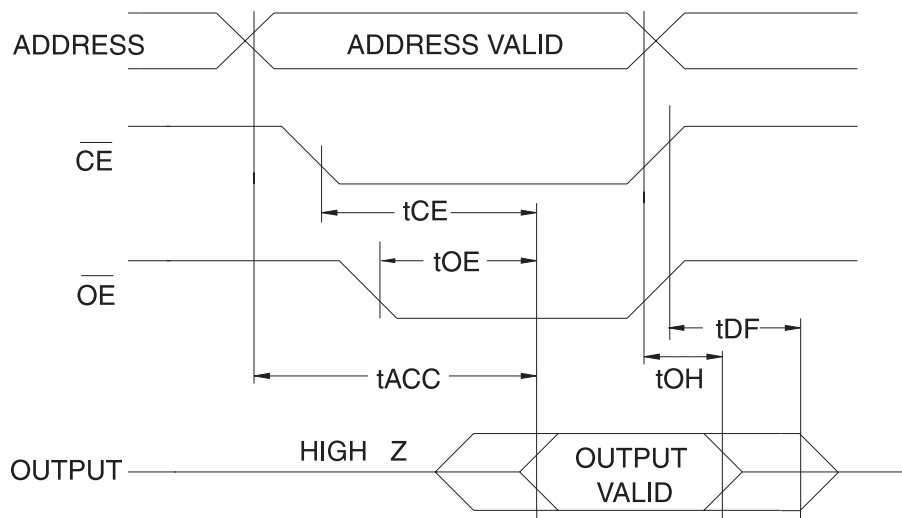 ADDRESS
ADDRESS VALID
CE
tCE
tOE
OE
tDF
tACC
tOH
HIGH Z
OUTPUT
OUTPUT
VALID